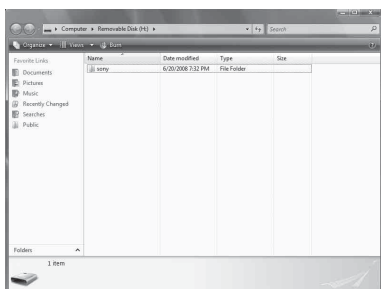 Computer ▸ Removable Disk (H:) ▸
Search
Organize Views Burn
Favorite Links
Documents
Pictures
Music
Recently Changed
Searches
Public
Folders
Name Date modified Type Size
sony 6/20/2008 7:32 PM File Folder
1 item